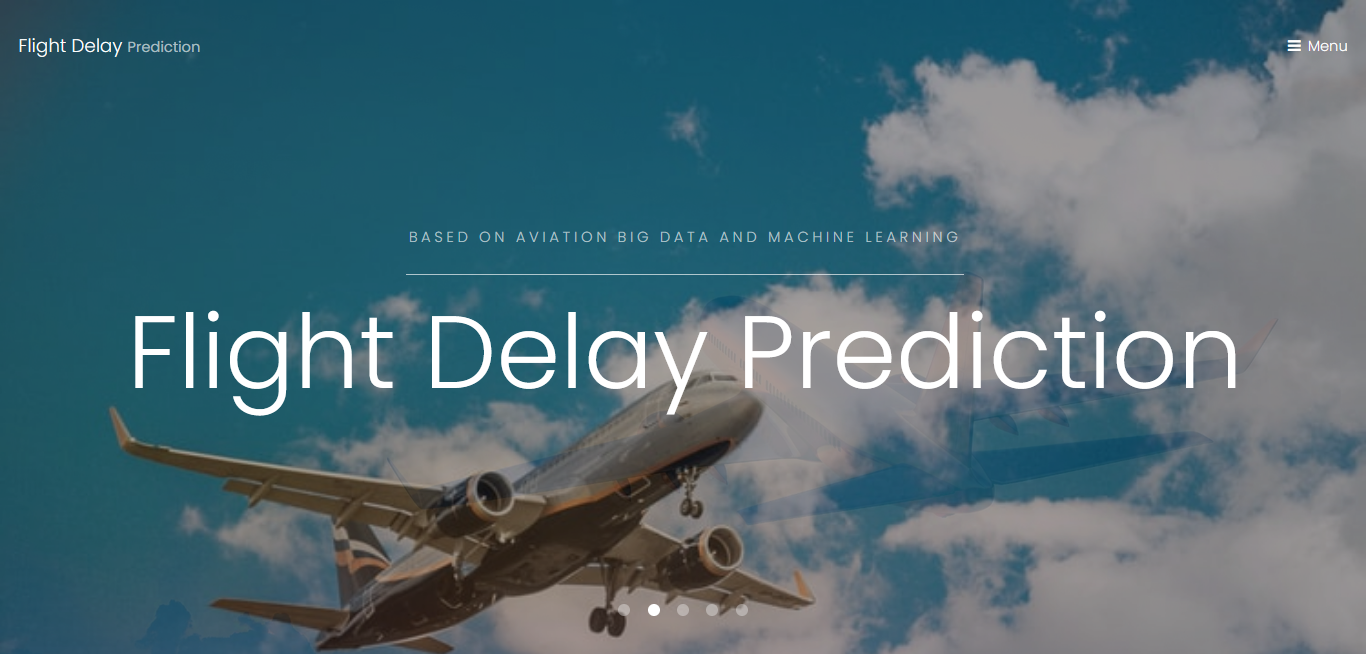 Flight Delay Prediction
Menu
BASED ON AVIATION BIG DATA AND MACHINE LEARNING
Flight Delay Prediction